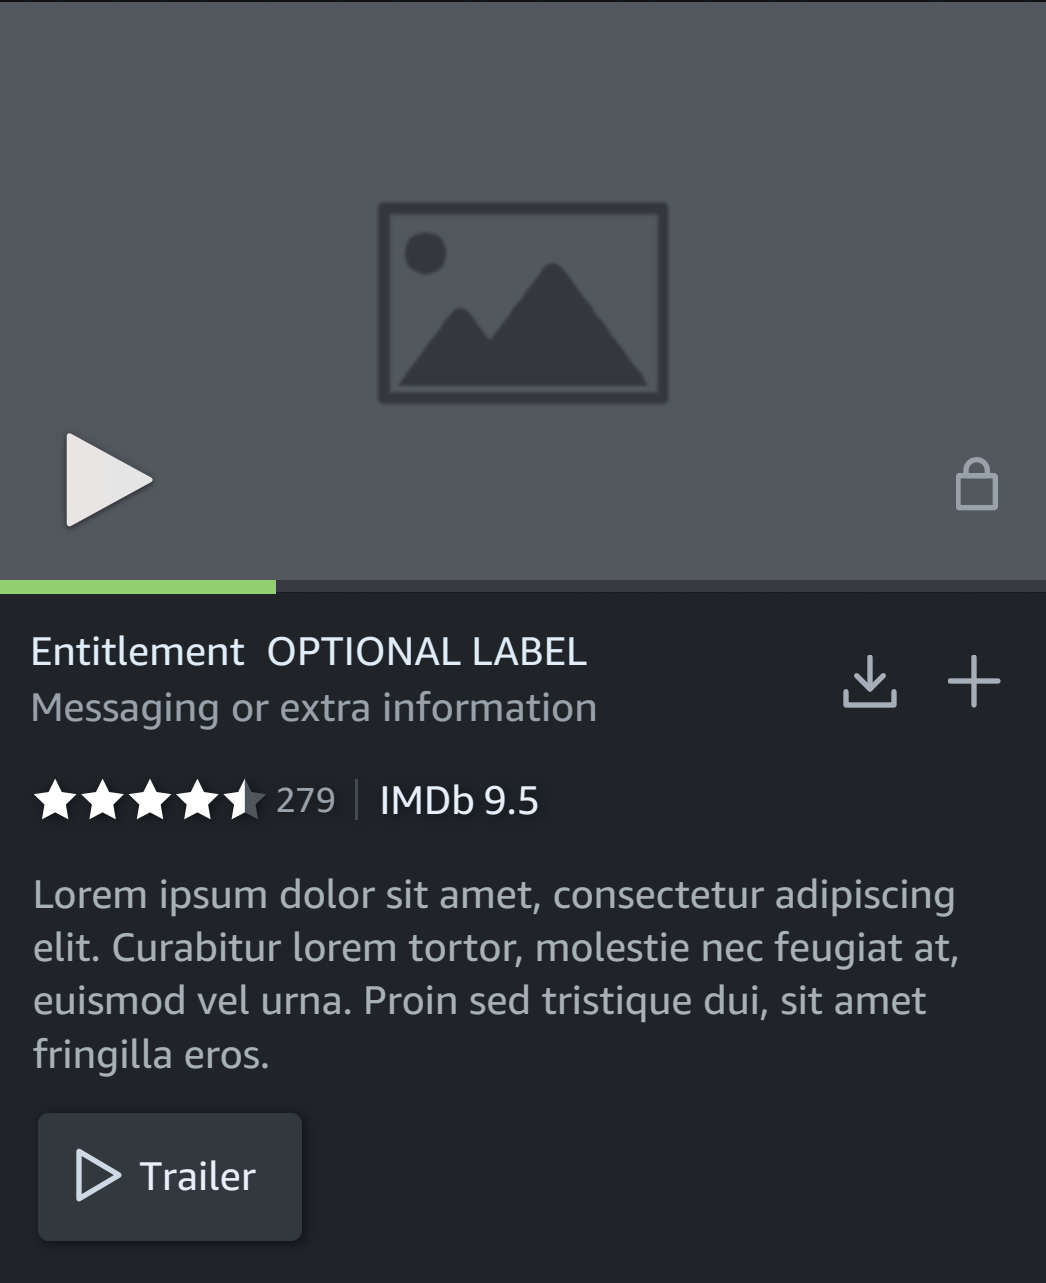 Entitlement OPTIONAL LABEL
Messaging or extra information
279 IMDb 9.5
Lorem ipsum dolor sit amet, consectetur adipiscing
elit. Curabitur lorem tortor, molestie nec feugiat at,
euismod vel urna. Proin sed tristique dui, sit amet
fringilla eros.
Trailer